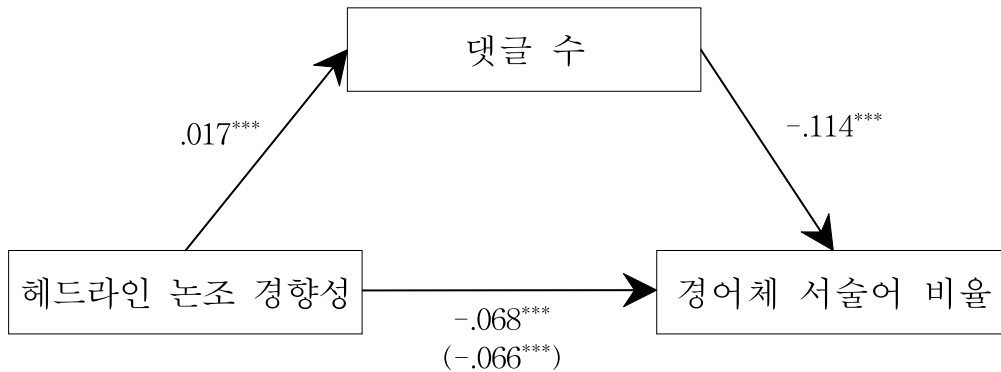 댓글 수
.017***
-.114***
헤드라인 논조 경향성
경어체 서술어 비율
-.068***
(-.066***)